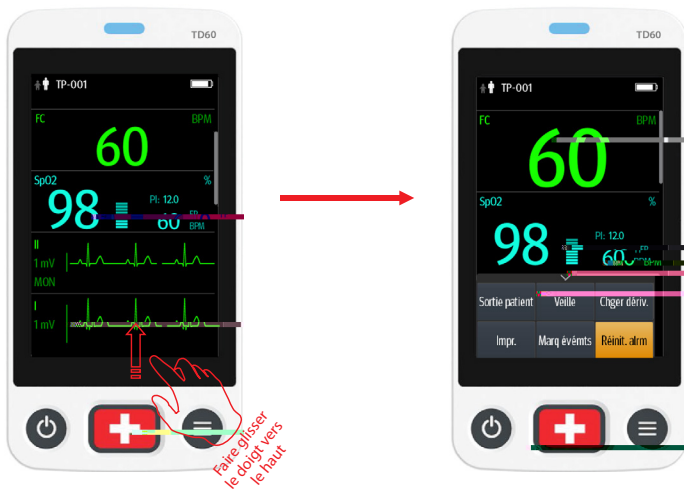 TD60
TP-001
FC
BPM
60
SpO2
%
98
PI: 12.0
60
BPM
II
1 mV
MON
I
1 mV
Faire glisser
le doigt vers
le haut
TD60
TP-001
FC
BPM
60
SpO2
%
98
PI: 12.0
Sortie patient
Veille
Chger dériv.
Impr.
Marq évémts
Réinit. alrm